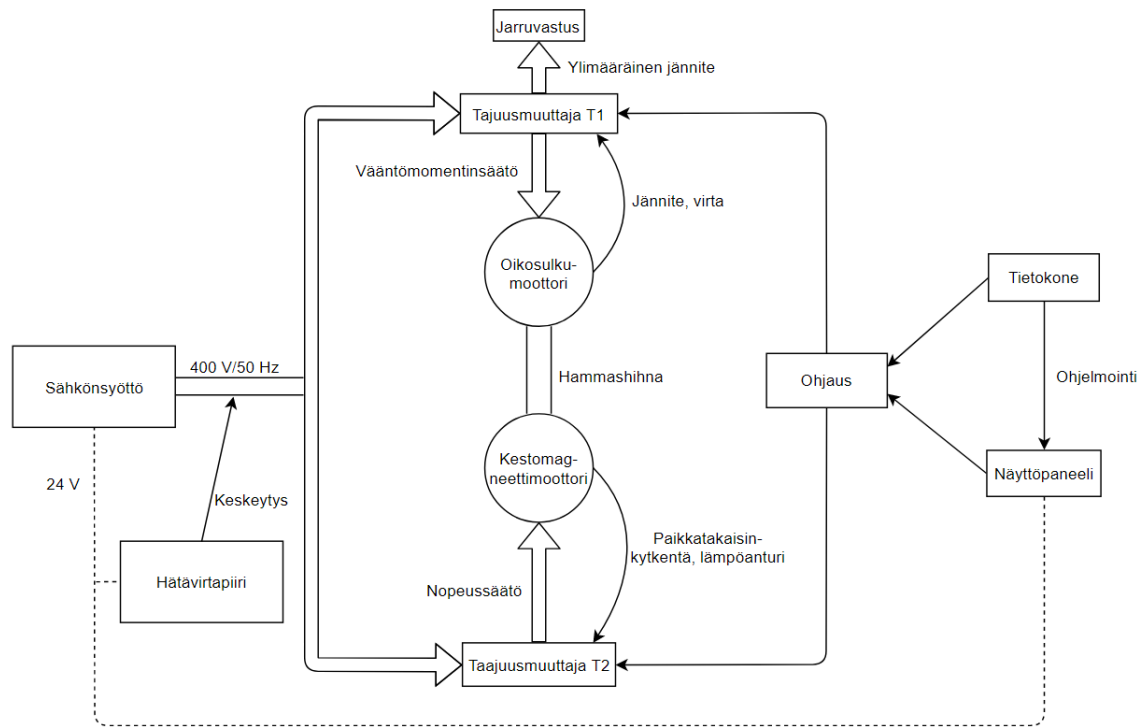 Jarruvastus
Ylimääräinen jännite
Tajuusmuuttaja T1
Vääntömomentinsäätö
Jännite, virta
Oikosulku-
moottori
Tietokone
400 V/50 Hz
Sähkönsyöttö
Hammashihna
Ohjaus
Ohjelmointi
Kestomag-
neettimoottori
Näyttöpaneeli
24 V
Keskeytys
Paikkatakaisin-
kytkentä, lämpöanturi
Hätävirtapiiri
Nopeussäätö
Taajuusmuuttaja T2